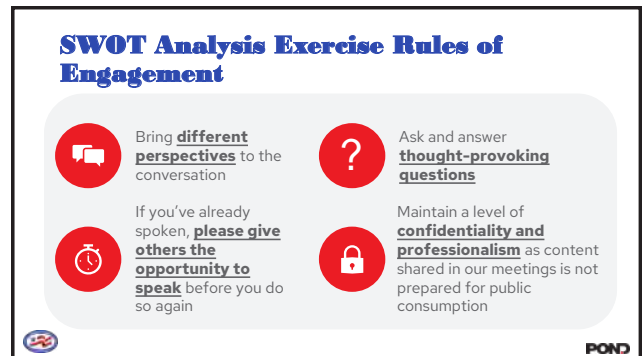 SWOT Analysis Exercise Rules of
Engagement
Bring different
perspectives to the
conversation
Ask and answer
thought-provoking
questions
If you’ve already
spoken, please give
others the
opportunity to
speak before you do
so again
Maintain a level of
confidentiality and
professionalism as content
shared in our meetings is not
prepared for public
consumption
POND